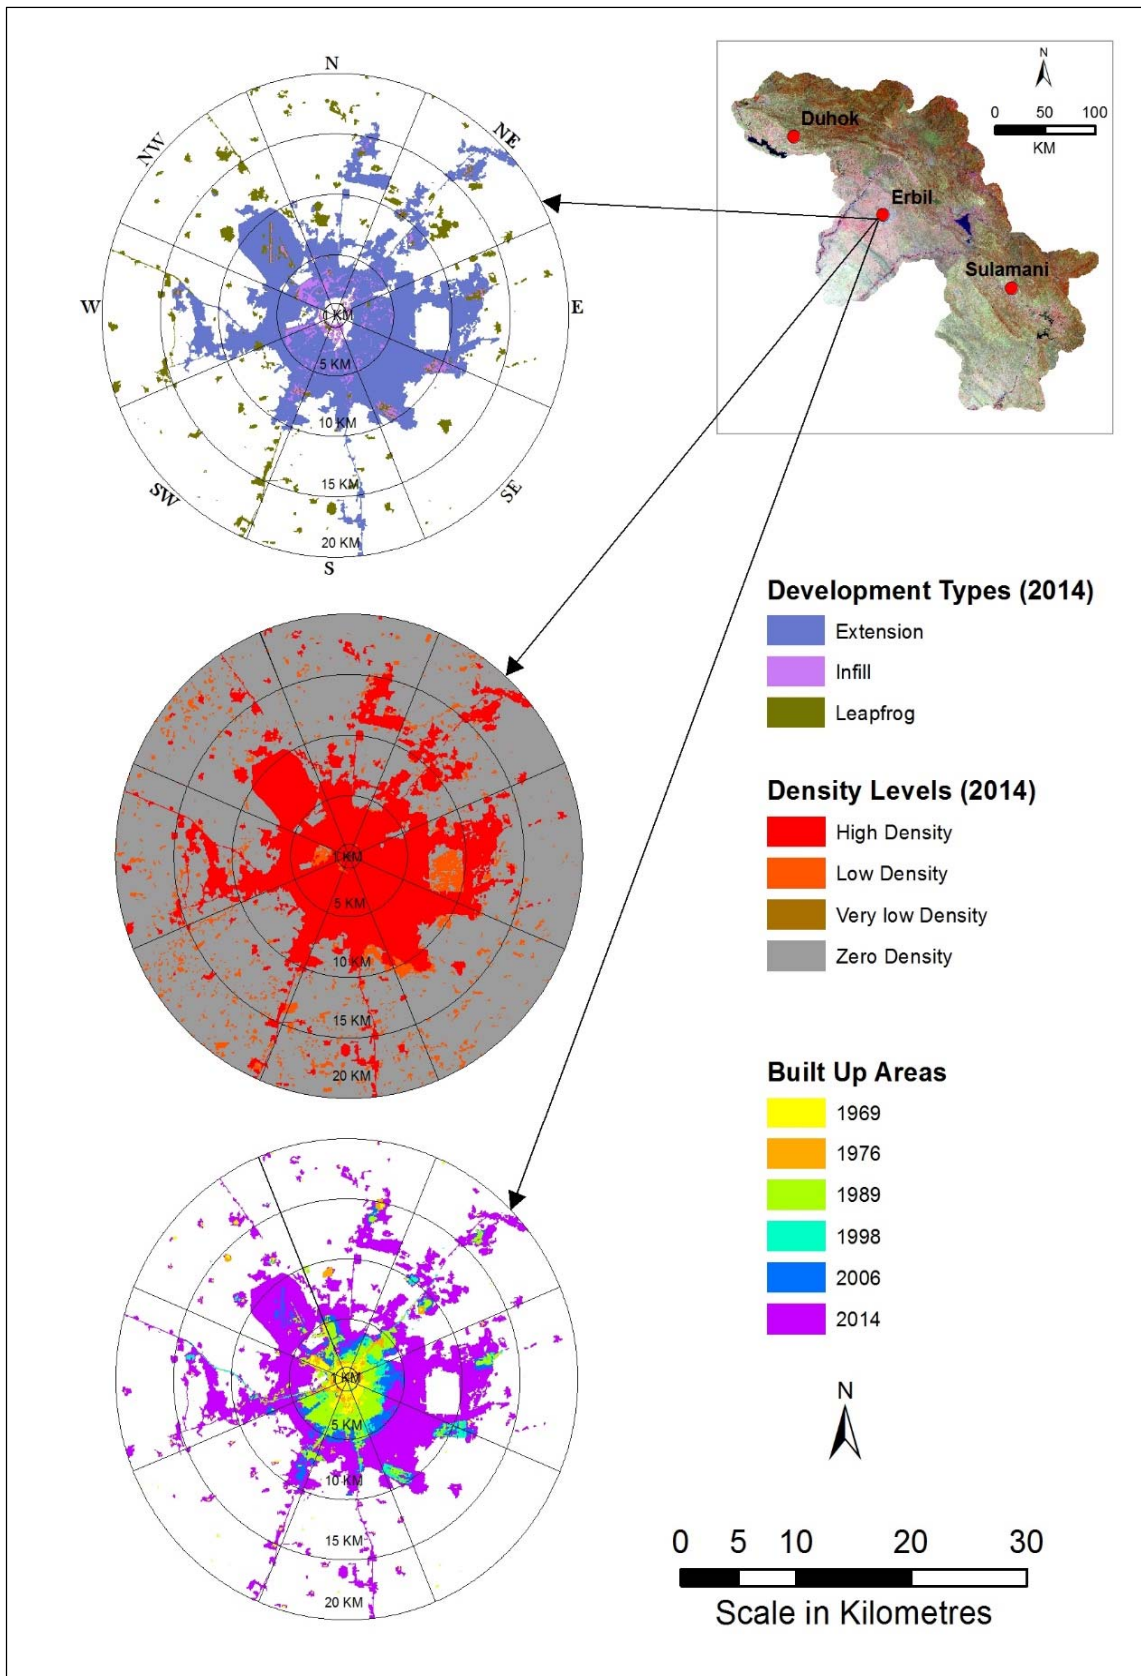 N
NW
NE
W
E
1 KM
5 KM
10 KM
15 KM
20 KM
SW
SE
S
N
0 50 100
KM
Duhok
Erbil
Sulamani
Development Types (2014)
Extension
Infill
Leapfrog
1 KM
5 KM
10 KM
15 KM
20 KM
Density Levels (2014)
High Density
Low Density
Very low Density
Zero Density
1 KM
5 KM
10 KM
15 KM
20 KM
Built Up Areas
1969
1976
1989
1998
2006
2014
N
0 5 10 20 30
Scale in Kilometres